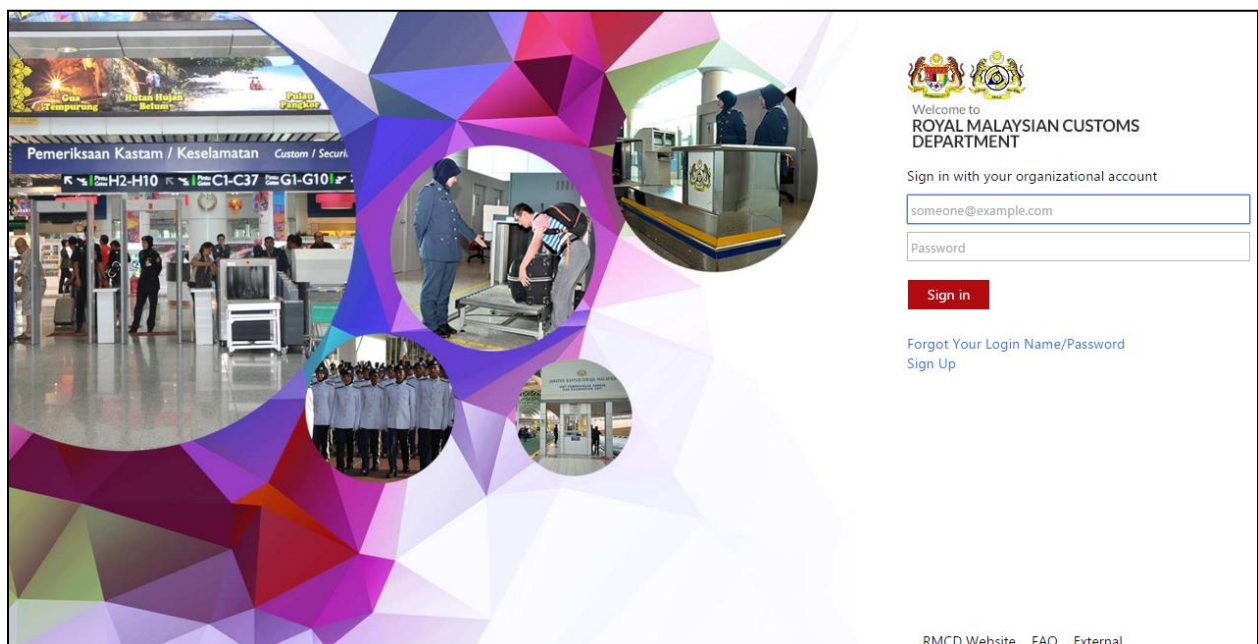 Gua
Tempurung
Hutan Hujan
Belum
Pulau
Pangkor
Pemeriksaan Kastam / Keselamatan Custom / Securi
H2-H10 C1-C37 G1-G10
Welcome to
ROYAL MALAYSIAN CUSTOMS
DEPARTMENT
Sign in with your organizational account
someone@example.com
Password
Sign in
Forgot Your Login Name/Password
Sign Up
RMCD Website FAQ External